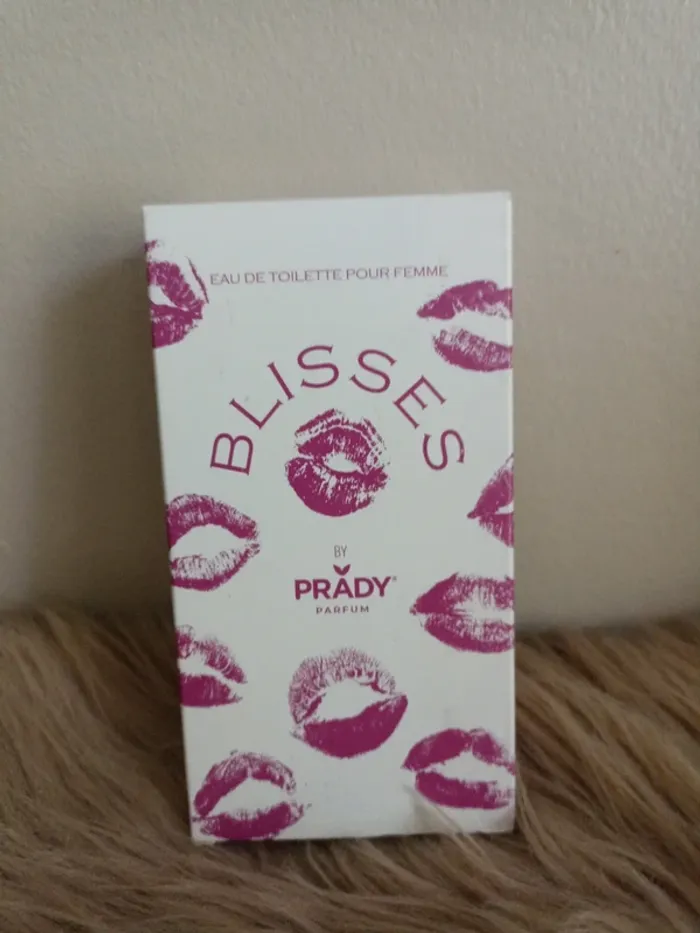 EAU DE TOILETTE POUR FEMME
BLISSES
BY
PRADY®
PARFUM